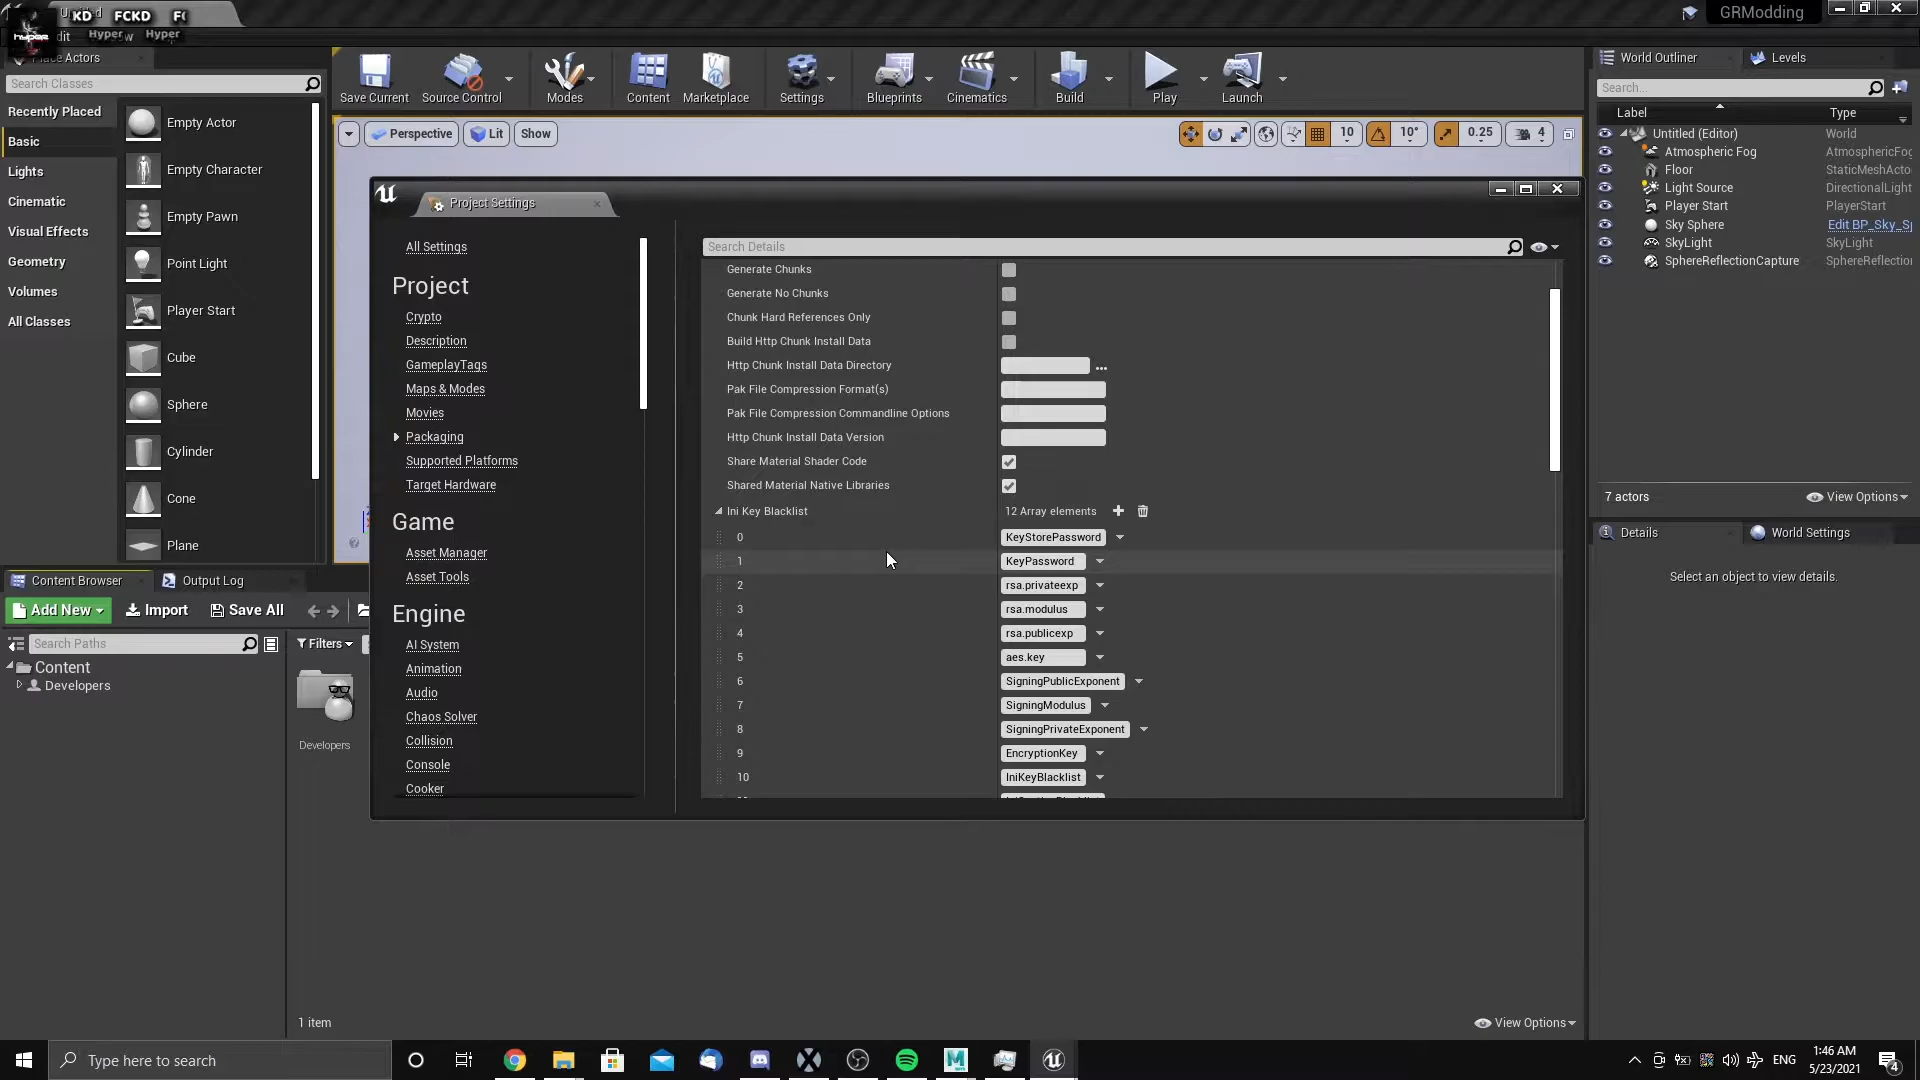 KD FCKD
Hyper Hyper
GRModding
Place Actors
Search Classes
Recently Placed
Basic
Lights
Cinematic
Visual Effects
Geometry
Volumes
All Classes
Empty Actor
Empty Character
Empty Pawn
Point Light
Player Start
Cube
Sphere
Cylinder
Cone
Plane
Save Current
Source Control
Modes
Content
Marketplace
Settings
Blueprints
Cinematics
Build
Play
Launch
Perspective
Lit
Show
10
10°
0.25
4
World Outliner
Levels
Search...
Label Type
Untitled (Editor) World
Atmospheric Fog AtmosphericFog
Floor StaticMeshActo
Light Source DirectionalLight
Player Start PlayerStart
Sky Sphere Edit BP_Sky_Sp
SkyLight SkyLight
SphereReflectionCapture SphereReflection
7 actors
View Options
Details
World Settings
Select an object to view details.
Project Settings
All Settings
Project
Crypto
Description
GameplayTags
Maps & Modes
Movies
Packaging
Supported Platforms
Target Hardware
Game
Asset Manager
Asset Tools
Engine
AI System
Animation
Audio
Chaos Solver
Collision
Console
Cooker
Search Details
Generate Chunks
Generate No Chunks
Chunk Hard References Only
Build Http Chunk Install Data
Http Chunk Install Data Directory
...
Pak File Compression Format(s)
Pak File Compression Commandline Options
Http Chunk Install Data Version
Share Material Shader Code
Shared Material Native Libraries
Ini Key Blacklist 12 Array elements
0 KeyStorePassword
1 KeyPassword
2 rsa.privateexp
3 rsa.modulus
4 rsa.publicexp
5 aes.key
6 SigningPublicExponent
7 SigningModulus
8 SigningPrivateExponent
9 EncryptionKey
10 IniKeyBlacklist
Content Browser
Output Log
Add New
Import
Save All
Search Paths
Filters
Content
Developers
Developers
1 item
View Options
Type here to search
ENG
1:46 AM
5/23/2021
4